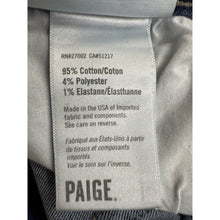 RN#27002 CA#51217
95% Cotton/Coton
4% Polyester
1% Elastane/Élasthanne
Made in the USA of
Imported fabric and
components.
See care on reverse.
Fabriqué aux États-Unis à partir
de tissu et composants importés.
Voir le soin sur l'inverse.
PAIGE.